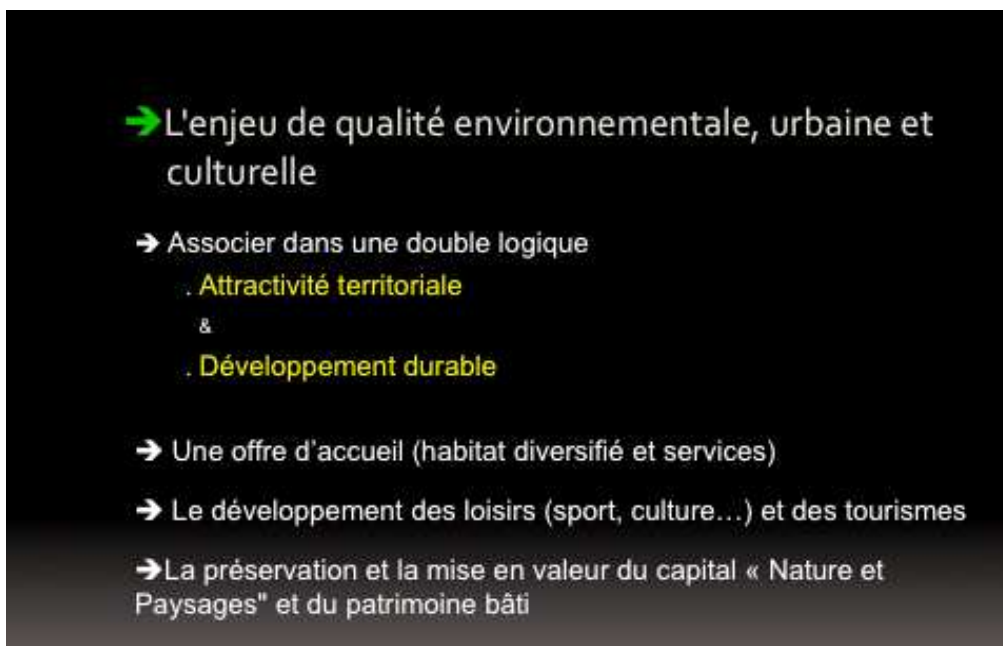 ➔L'enjeu de qualité environnementale, urbaine et
culturelle
➔ Associer dans une double logique
. Attractivité territoriale
&
. Développement durable
➔ Une offre d'accueil (habitat diversifié et services)
➔ Le développement des loisirs (sport, culture…) et des tourismes
➔La préservation et la mise en valeur du capital « Nature et
Paysages" et du patrimoine bâti